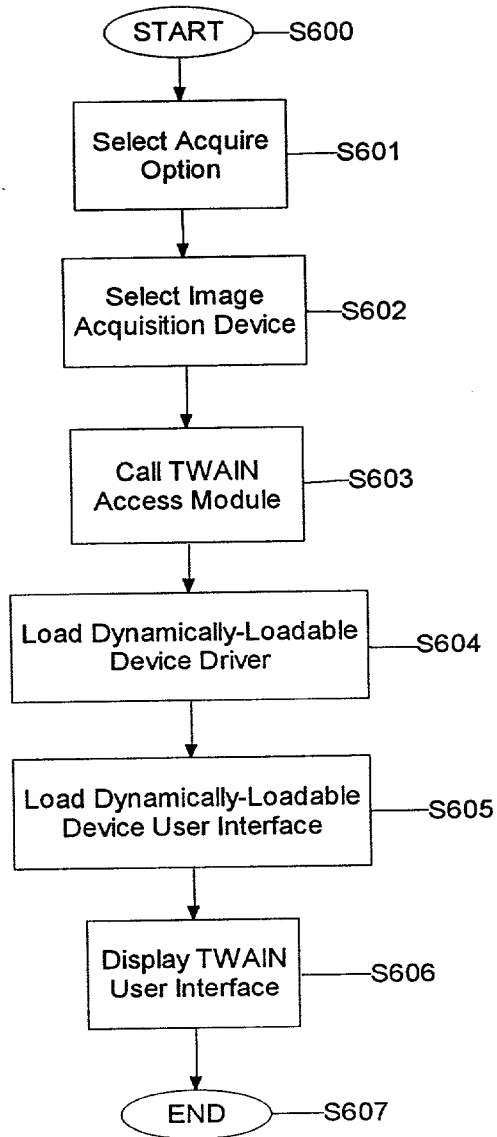 START
S600
Select Acquire
Option
S601
Select Image
Acquisition Device
S602
Call TWAIN
Access Module
S603
Load Dynamically-Loadable
Device Driver
S604
Load Dynamically-Loadable
Device User Interface
S605
Display TWAIN
User Interface
S606
END
S607